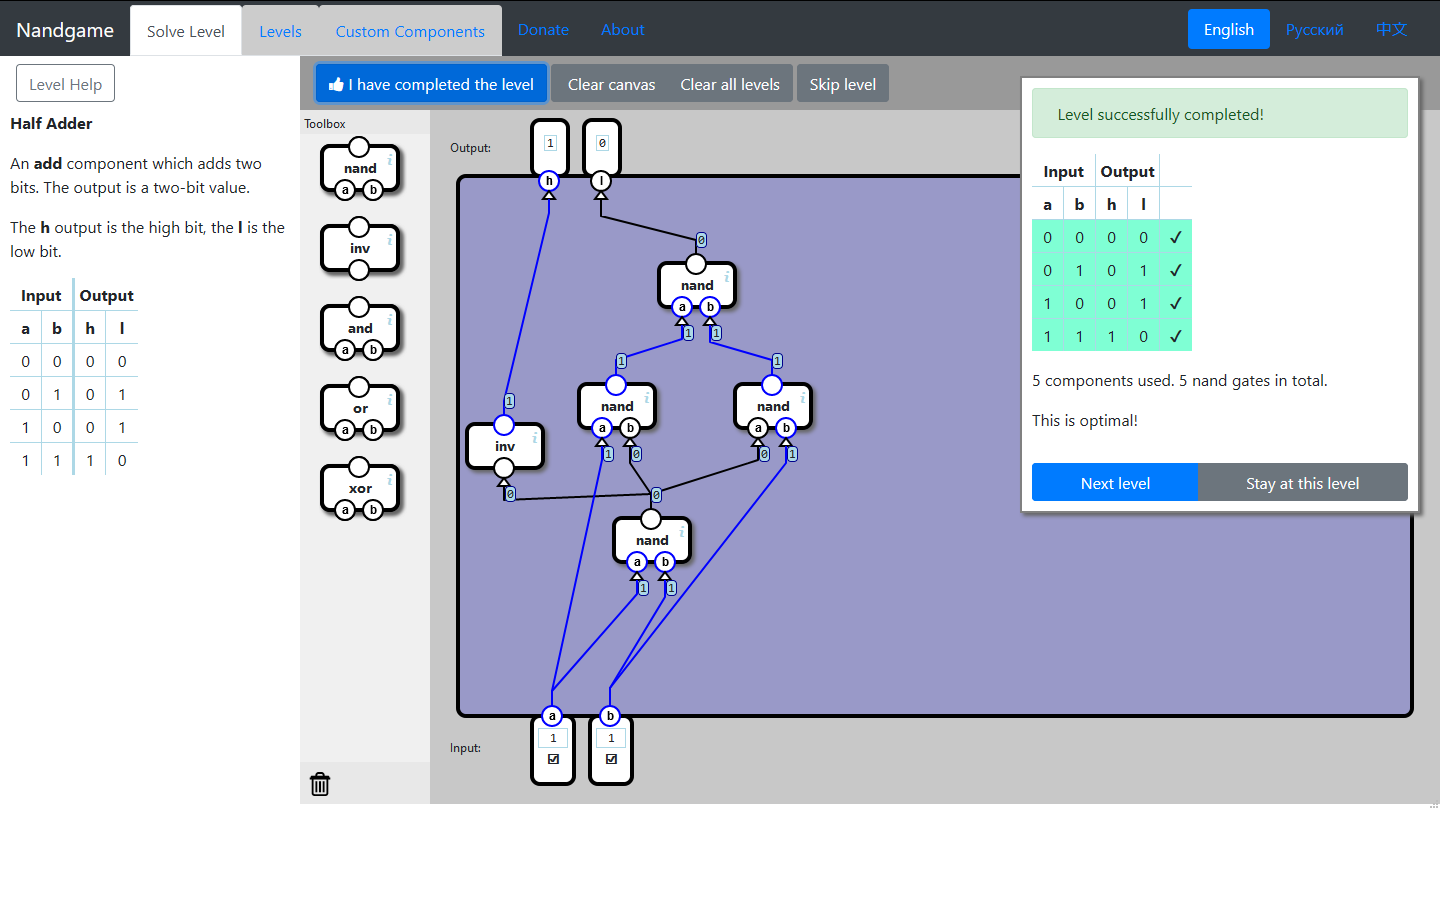 Nandgame
Solve Level
Levels
Custom Components
Donate
About
English
Русский
中文
Level Help
Half Adder
An add component which adds two
bits. The output is a two-bit value.
The h output is the high bit, the l is the
low bit.
Input Output
a b h l
0 0 0 0
0 1 0 1
1 0 0 1
1 1 1 0
I have completed the level
Clear canvas
Clear all levels
Skip level
Toolbox
nand i
a b
inv i
and i
a b
or i
a b
xor i
a b
Output:
1 0
h l
0
nand i
a b
1 1
1 1
nand i
a b
nand i
a b
1
inv i
1 0 0 1
0 0
nand i
a b
1 1
a b
Input:
1 1
Level successfully completed!
Input Output
a b h l
0 0 0 0 ✓
0 1 0 1 ✓
1 0 0 1 ✓
1 1 1 0 ✓
5 components used. 5 nand gates in total.
This is optimal!
Next level
Stay at this level